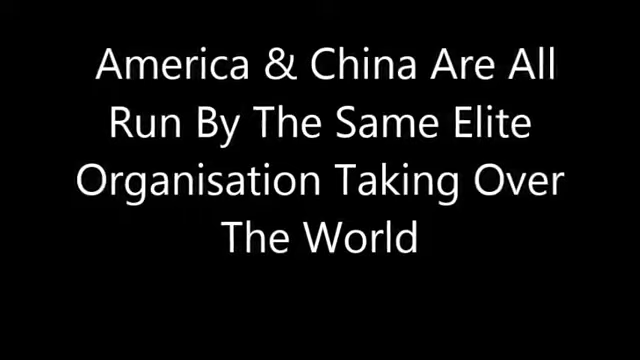 America & China Are All
Run By The Same Elite
Organisation Taking Over
The World